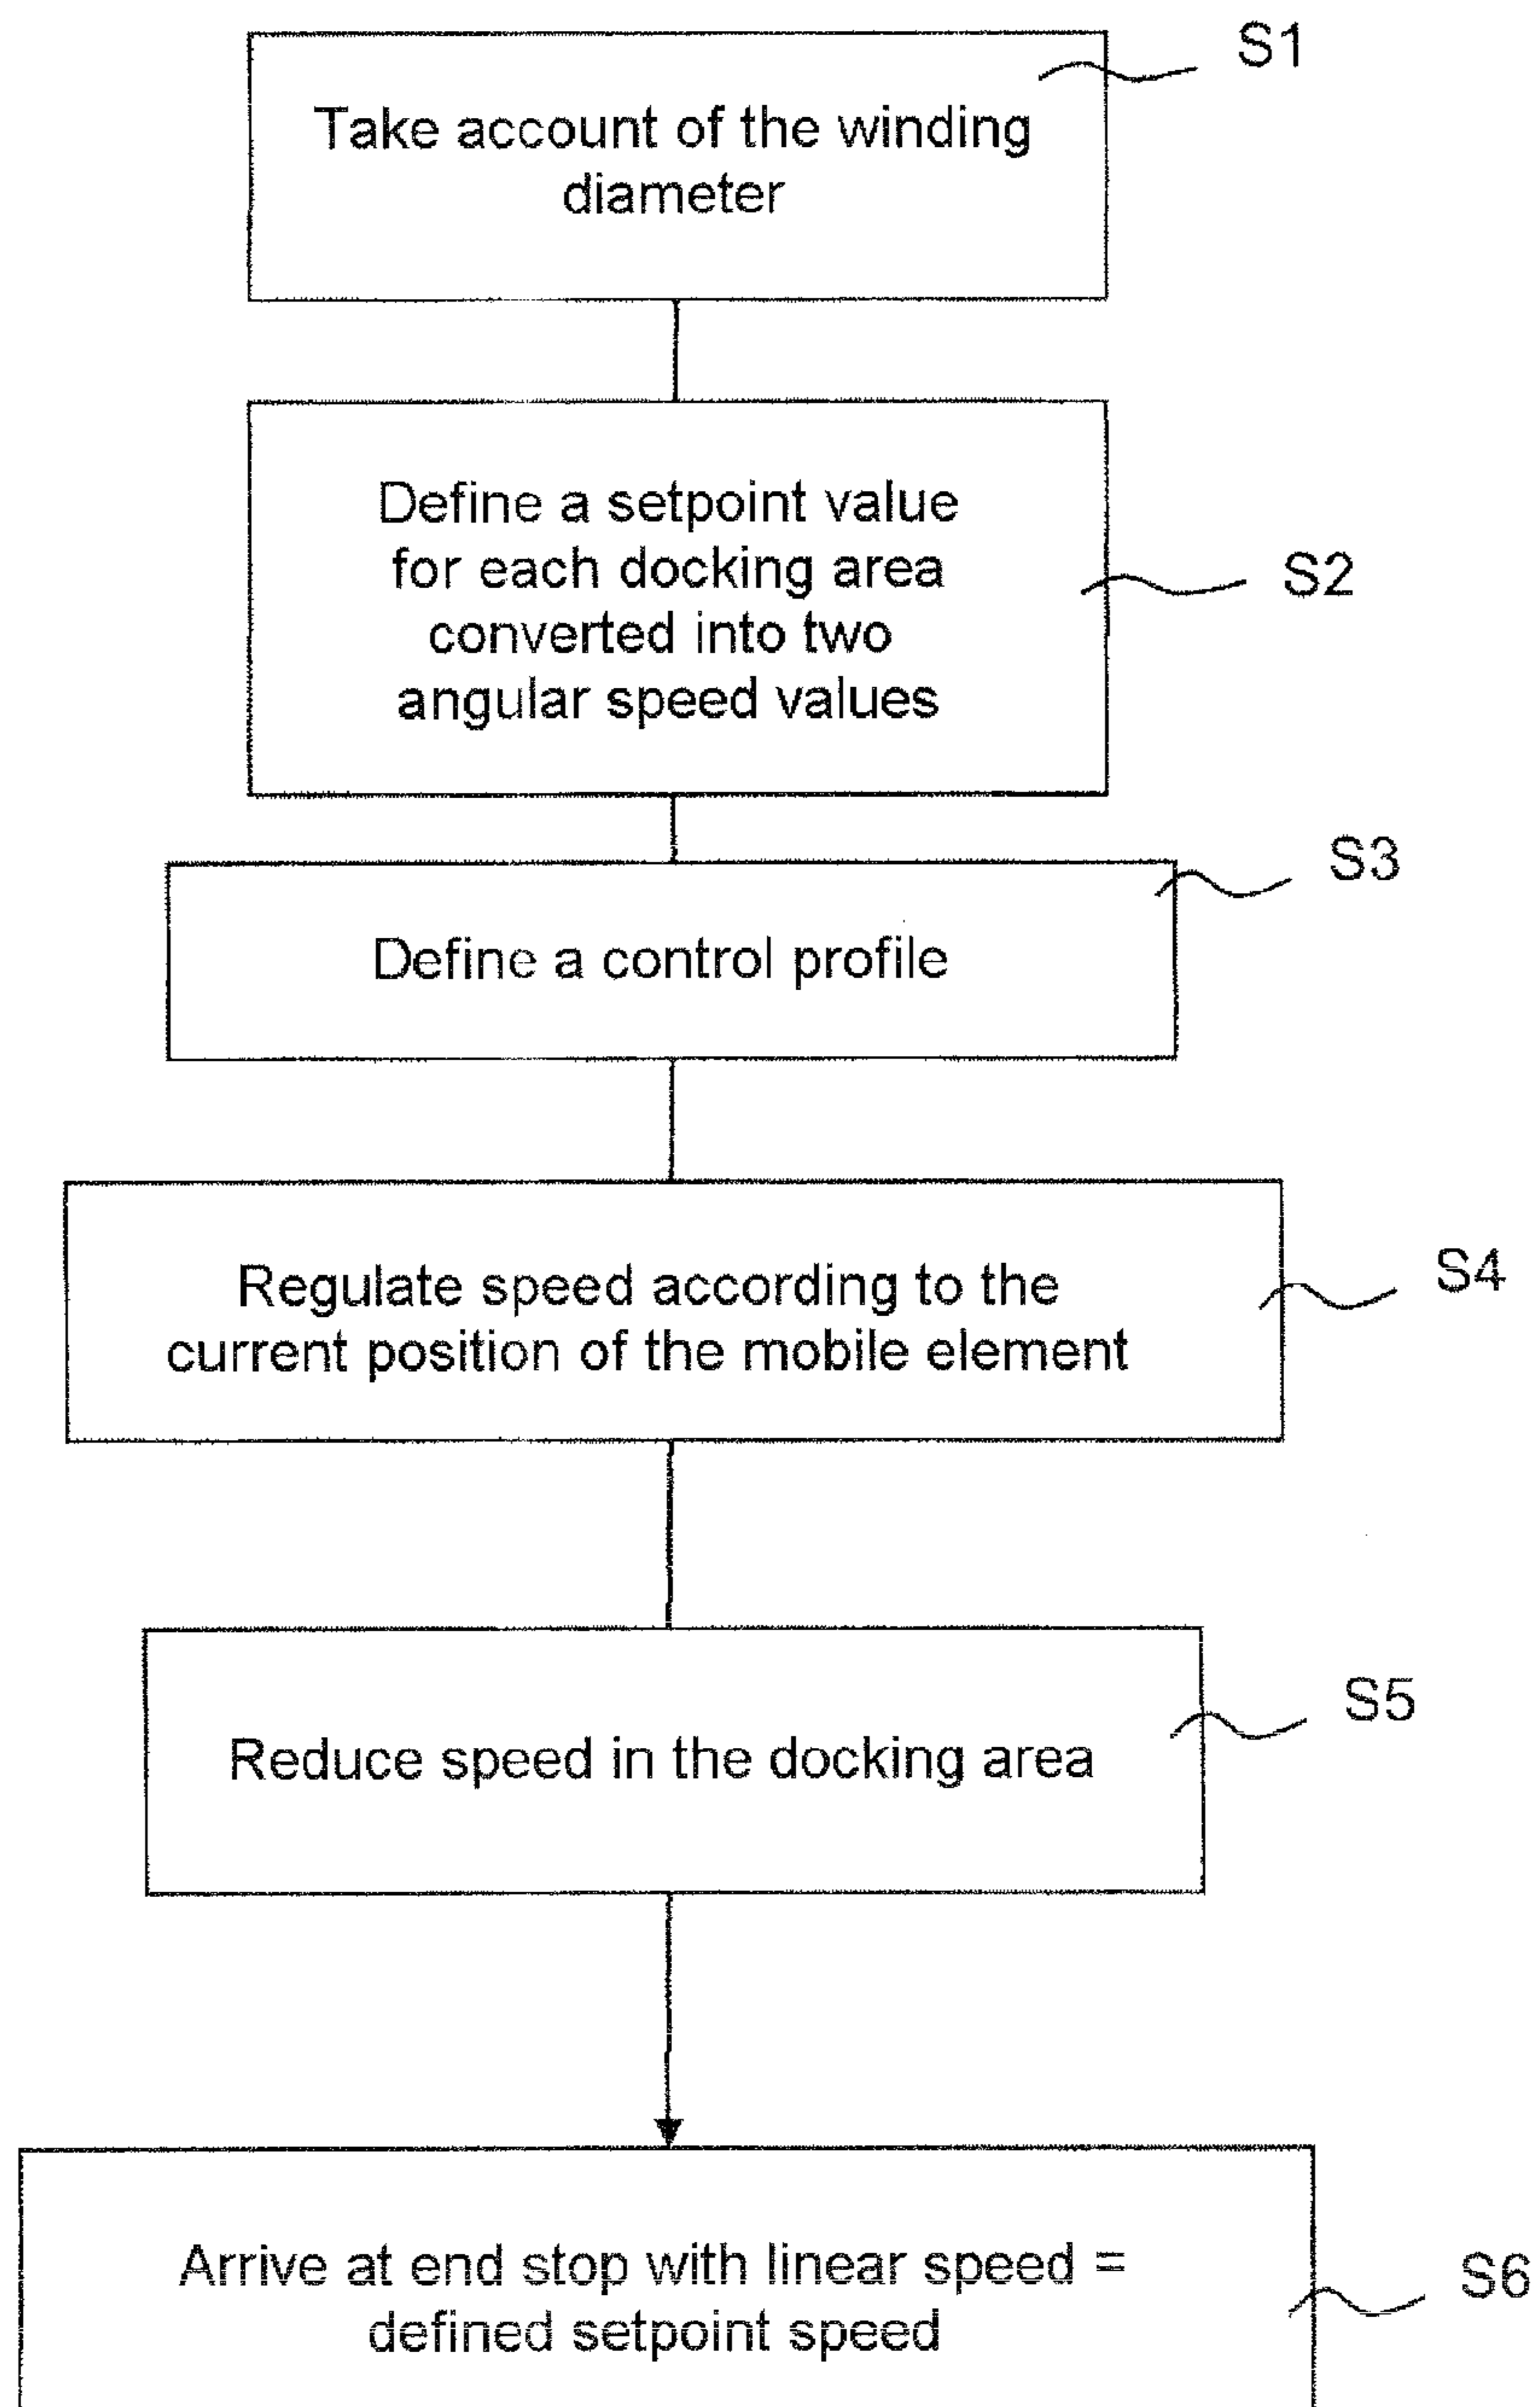 S1
Take account of the winding
diameter
Define a setpoint value
for each docking area
converted into two
angular speed values
S2
S3
Define a control profile
Regulate speed according to the
current position of the mobile element
S4
Reduce speed in the docking area
S5
Arrive at end stop with linear speed =
defined setpoint speed
S6